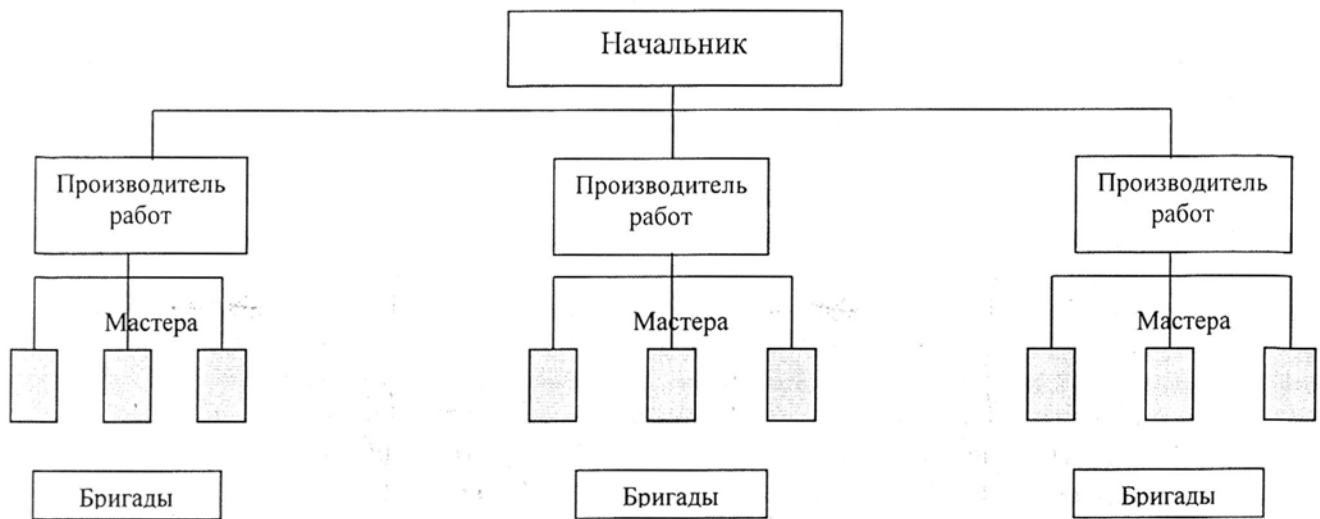 Начальник
Производитель
работ
Производитель
работ
Производитель
работ
Мастера
Мастера
Мастера
Бригады
Бригады
Бригады